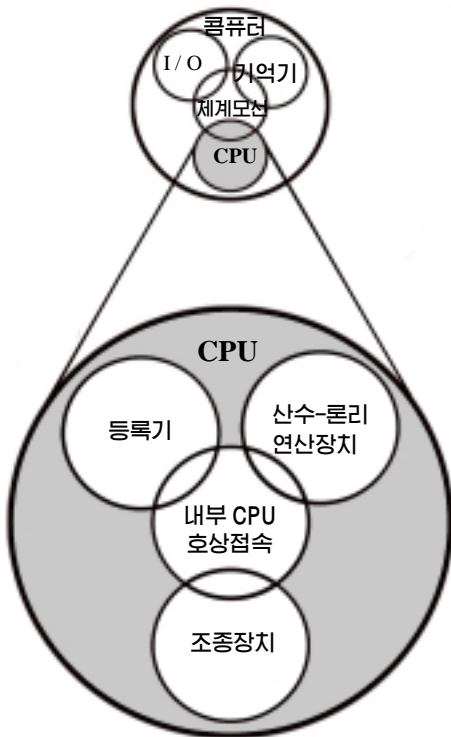 콤퓨터
I / O
기억기
체계모선
CPU
CPU
등록기
산수-론리
연산장치
내부 CPU
호상접속
조종장치